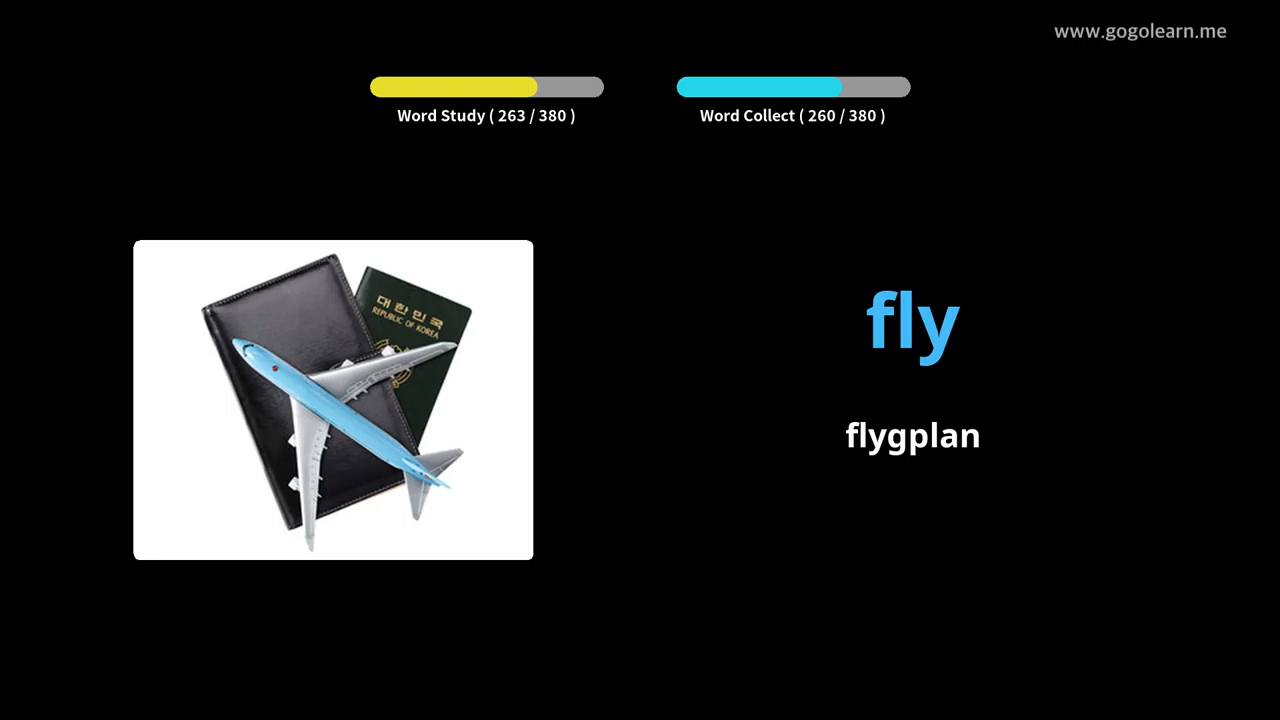 www.gogolearn.me
Word Study ( 263 / 380 )
Word Collect ( 260 / 380 )
대한민국
REPUBLIC OF KOREA
fly
flygplan